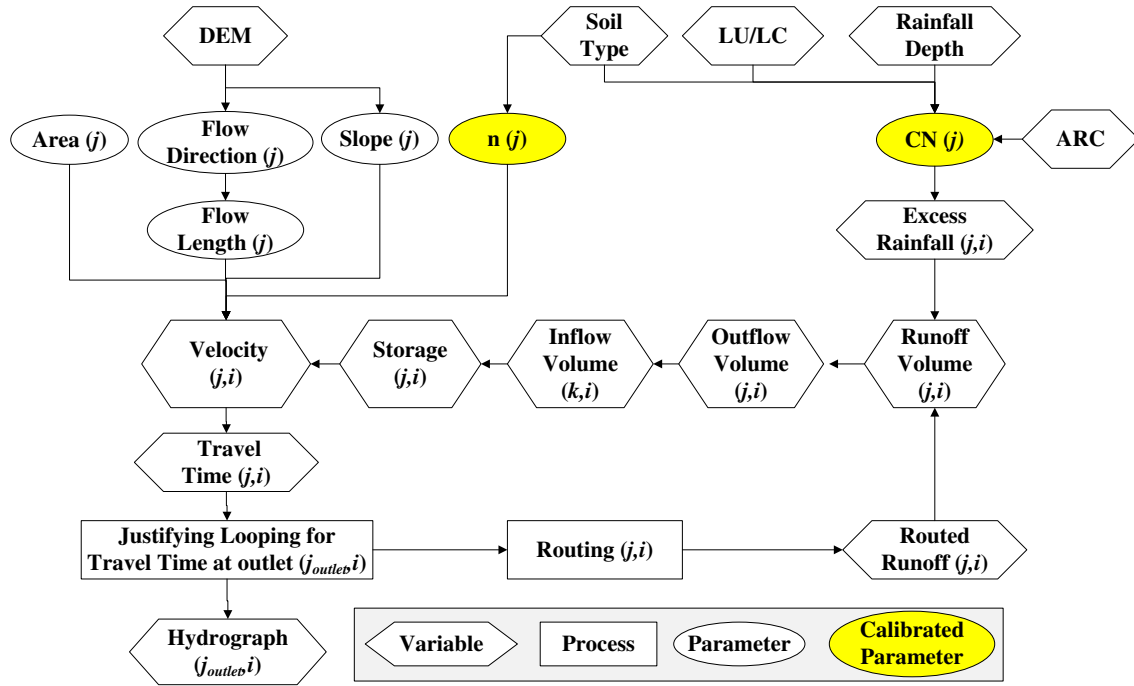 DEM
Soil
Type
LU/LC
Rainfall
Depth
Area (j)
Flow
Direction (j)
Slope (j)
n (j)
CN (j)
ARC
Flow
Length (j)
Excess
Rainfall (j,i)
Velocity
(j,i)
Storage
(j,i)
Inflow
Volume
(k,i)
Outflow
Volume
(j,i)
Runoff
Volume
(j,i)
Travel
Time (j,i)
Justifying Looping for
Travel Time at outlet (joutlet,i)
Routing (j,i)
Routed
Runoff (j,i)
Hydrograph
(joutlet,i)
Variable
Process
Parameter
Calibrated
Parameter